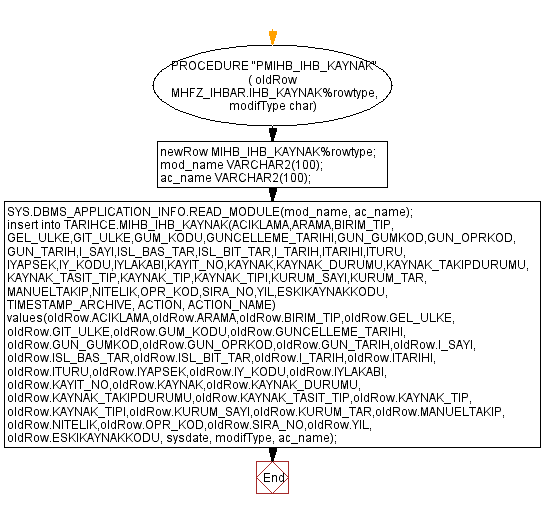 PROCEDURE "PMIHB_IHB_KAYNAK"
( oldRow
MHFZ_IHBAR.IHB_KAYNAK%rowtype,
modifType char)
newRow MIHB_IHB_KAYNAK%rowtype;
mod_name VARCHAR2(100);
ac_name VARCHAR2(100);
SYS.DBMS_APPLICATION_INFO.READ_MODULE(mod_name, ac_name);
insert into TARIHCE.MIHB_IHB_KAYNAK(ACIKLAMA,ARAMA,BIRIM_TIP,
GEL_ULKE,GIT_ULKE,GUM_KODU,GUNCELLEME_TARIHI,GUN_GUMKOD,GUN_OPRKOD,
GUN_TARIH,I_SAYI,ISL_BAS_TAR,ISL_BIT_TAR,I_TARIH,ITARIHI,ITURU,
IYAPSEK,IY_KODU,IYLAKABI,KAYIT_NO,KAYNAK,KAYNAK_DURUMU,KAYNAK_TAKIPDURUMU,
KAYNAK_TASIT_TIP,KAYNAK_TIP,KAYNAK_TIPI,KURUM_SAYI,KURUM_TAR,
MANUELTAKIP,NITELIK,OPR_KOD,SIRA_NO,YIL,ESKIKAYNAKKODU,
TIMESTAMP_ARCHIVE, ACTION, ACTION_NAME)
values(oldRow.ACIKLAMA,oldRow.ARAMA,oldRow.BIRIM_TIP,oldRow.GEL_ULKE,
oldRow.GIT_ULKE,oldRow.GUM_KODU,oldRow.GUNCELLEME_TARIHI,
oldRow.GUN_GUMKOD,oldRow.GUN_OPRKOD,oldRow.GUN_TARIH,oldRow.I_SAYI,
oldRow.ISL_BAS_TAR,oldRow.ISL_BIT_TAR,oldRow.I_TARIH,oldRow.ITARIHI,
oldRow.ITURU,oldRow.IYAPSEK,oldRow.IY_KODU,oldRow.IYLAKABI,
oldRow.KAYIT_NO,oldRow.KAYNAK,oldRow.KAYNAK_DURUMU,
oldRow.KAYNAK_TAKIPDURUMU,oldRow.KAYNAK_TASIT_TIP,oldRow.KAYNAK_TIP,
oldRow.KAYNAK_TIPI,oldRow.KURUM_SAYI,oldRow.KURUM_TAR,oldRow.MANUELTAKIP,
oldRow.NITELIK,oldRow.OPR_KOD,oldRow.SIRA_NO,oldRow.YIL,
oldRow.ESKIKAYNAKKODU, sysdate, modifType, ac_name);
End